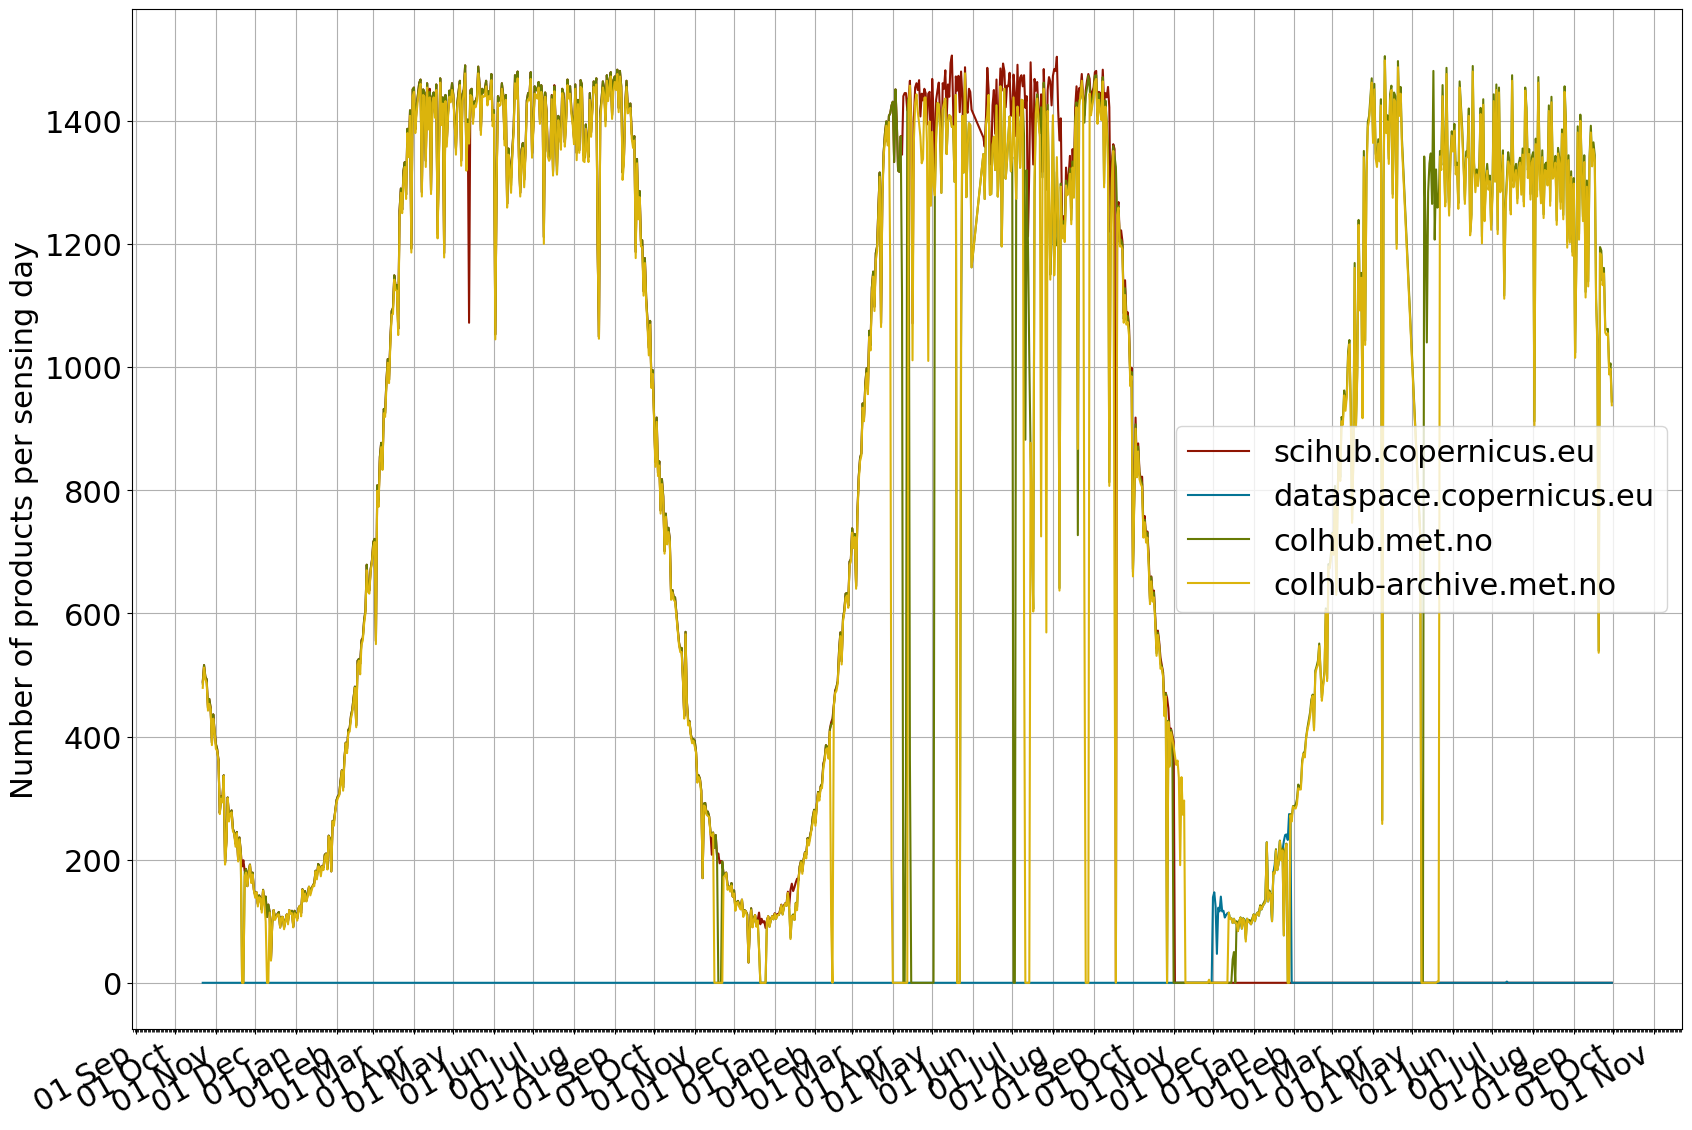 Number of products per sensing day
1400
1200
1000
800
600
400
200
0
scihub.copernicus.eu
dataspace.copernicus.eu
colhub.met.no
colhub-archive.met.no
01 Sep
01 Oct
01 Nov
01 Dec
01 Jan
01 Feb
01 Mar
01 Apr
01 May
01 Jun
01 Jul
01 Aug
01 Sep
01 Oct
01 Nov
01 Dec
01 Jan
01 Feb
01 Mar
01 Apr
01 May
01 Jun
01 Jul
01 Aug
01 Sep
01 Oct
01 Nov
01 Dec
01 Jan
01 Feb
01 Mar
01 Apr
01 May
01 Jun
01 Jul
01 Aug
01 Sep
01 Oct
01 Nov